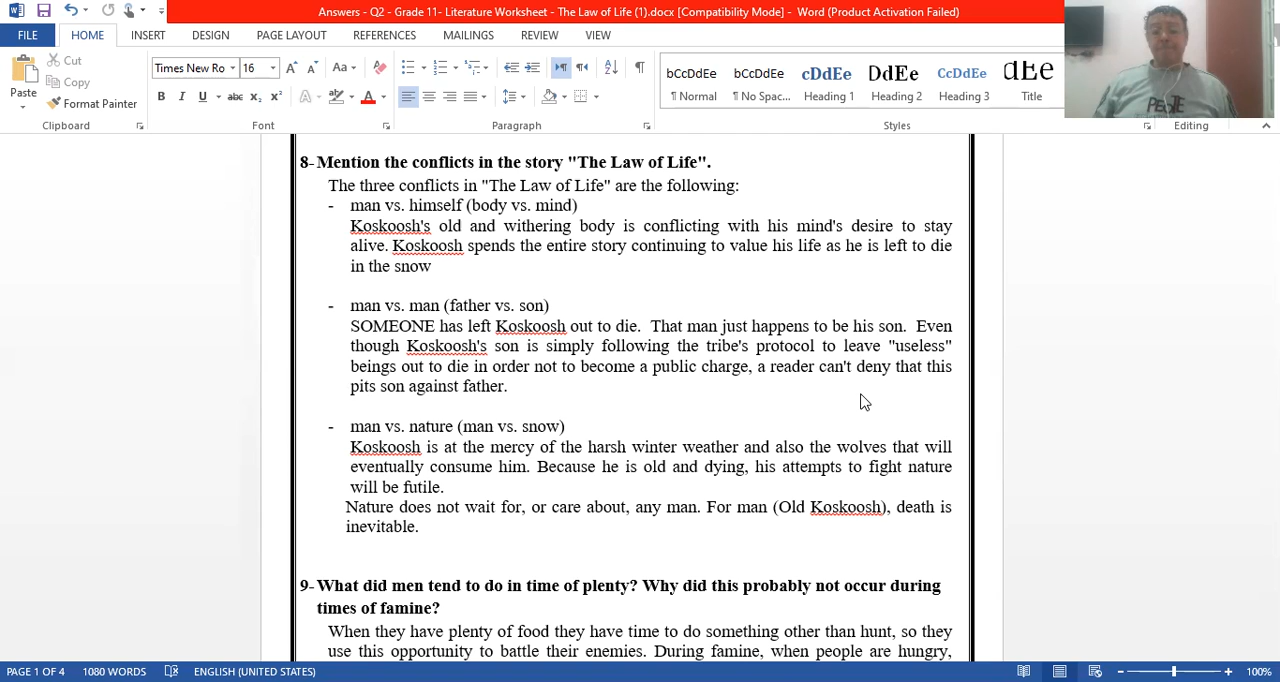 Answers - Q2 - Grade 11- Literature Worksheet - The Law of Life (1).docx [Compatibility Mode] - Word (Product Activation Failed)
FILE HOME INSERT DESIGN PAGE LAYOUT REFERENCES MAILINGS REVIEW VIEW
Cut
Copy
Format Painter
Paste
Times New Ro 16
bCcDdEe bCcDdEe cDdEe DdEe CcDdEe dEe
¶ Normal ¶ No Spac... Heading 1 Heading 2 Heading 3 Title
Clipboard Font Paragraph Styles Editing
8- Mention the conflicts in the story "The Law of Life".
The three conflicts in "The Law of Life" are the following:
- man vs. himself (body vs. mind)
Koskoosh's old and withering body is conflicting with his mind's desire to stay
alive. Koskoosh spends the entire story continuing to value his life as he is left to die
in the snow
- man vs. man (father vs. son)
SOMEONE has left Koskoosh out to die. That man just happens to be his son. Even
though Koskoosh's son is simply following the tribe's protocol to leave "useless"
beings out to die in order not to become a public charge, a reader can't deny that this
pits son against father.
- man vs. nature (man vs. snow)
Koskoosh is at the mercy of the harsh winter weather and also the wolves that will
eventually consume him. Because he is old and dying, his attempts to fight nature
will be futile.
Nature does not wait for, or care about, any man. For man (Old Koskoosh), death is
inevitable.
9- What did men tend to do in time of plenty? Why did this probably not occur during
times of famine?
When they have plenty of food they have time to do something other than hunt, so they
use this opportunity to battle their enemies. During famine, when people are hungry,
PAGE 1 OF 4 1080 WORDS ENGLISH (UNITED STATES) 100%